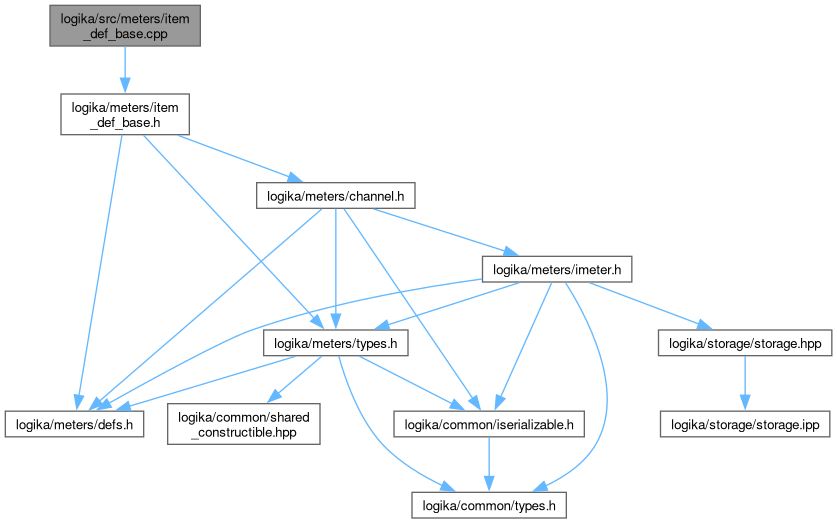 logika/src/meters/item
_def_base.cpp
logika/meters/item
_def_base.h
logika/meters/channel.h
logika/meters/imeter.h
logika/meters/types.h
logika/storage/storage.hpp
logika/meters/defs.h
logika/common/shared
_constructible.hpp
logika/common/iserializable.h
logika/storage/storage.ipp
logika/common/types.h